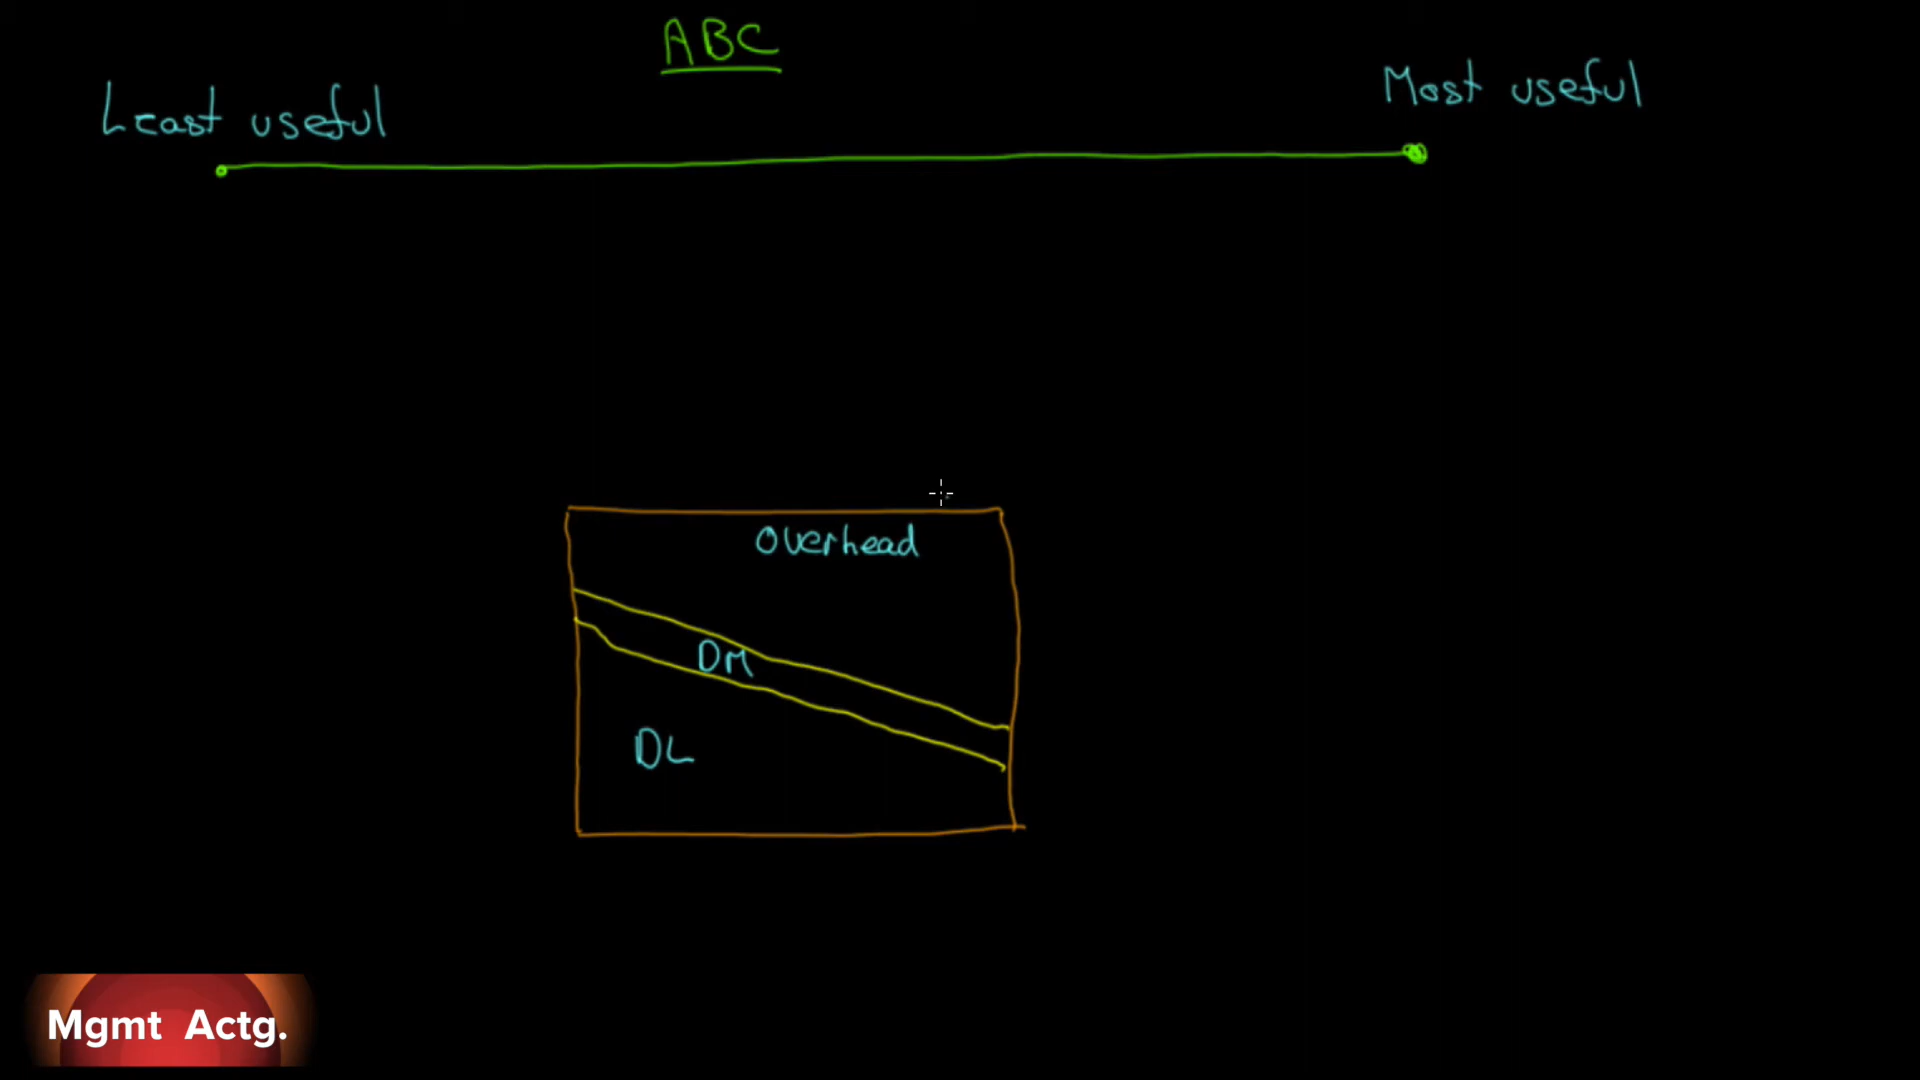 ABC
Least useful
Most useful
Overhead
DM
DL
Mgmt Actg.